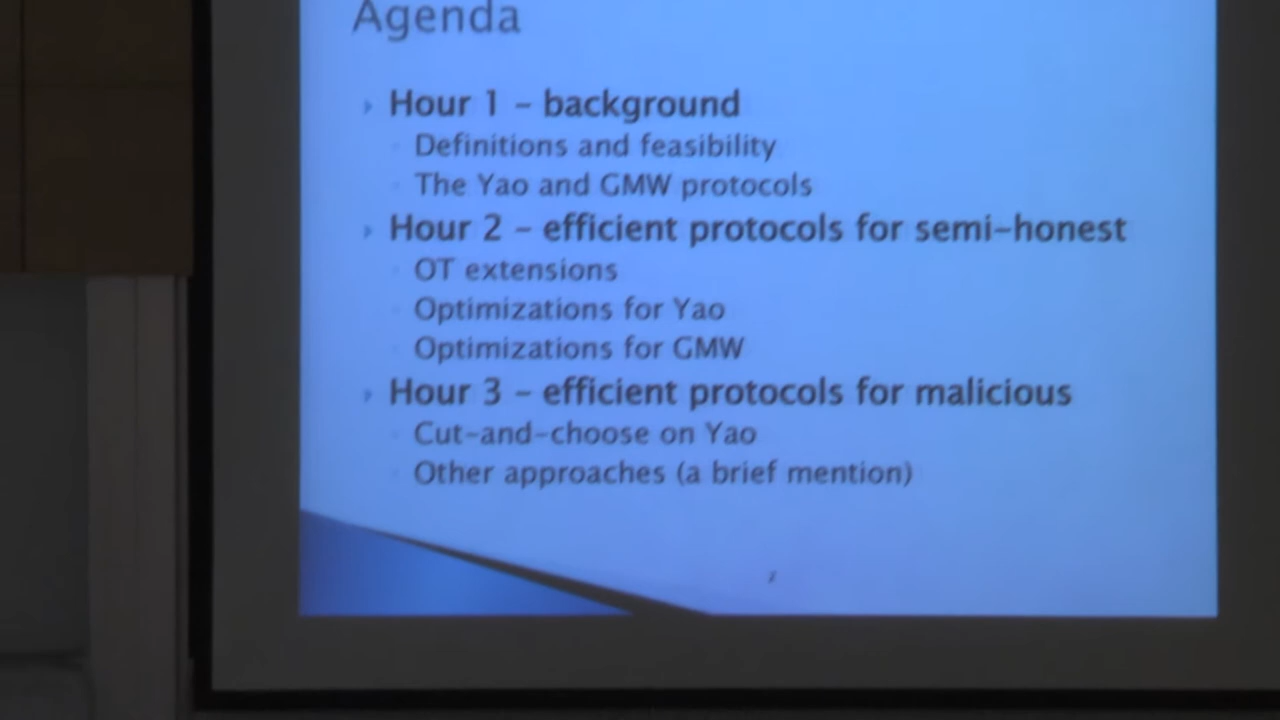 Agenda
Hour 1 – background
Definitions and feasibility
The Yao and GMW protocols
Hour 2 – efficient protocols for semi-honest
OT extensions
Optimizations for Yao
Optimizations for GMW
Hour 3 – efficient protocols for malicious
Cut-and-choose on Yao
Other approaches (a brief mention)